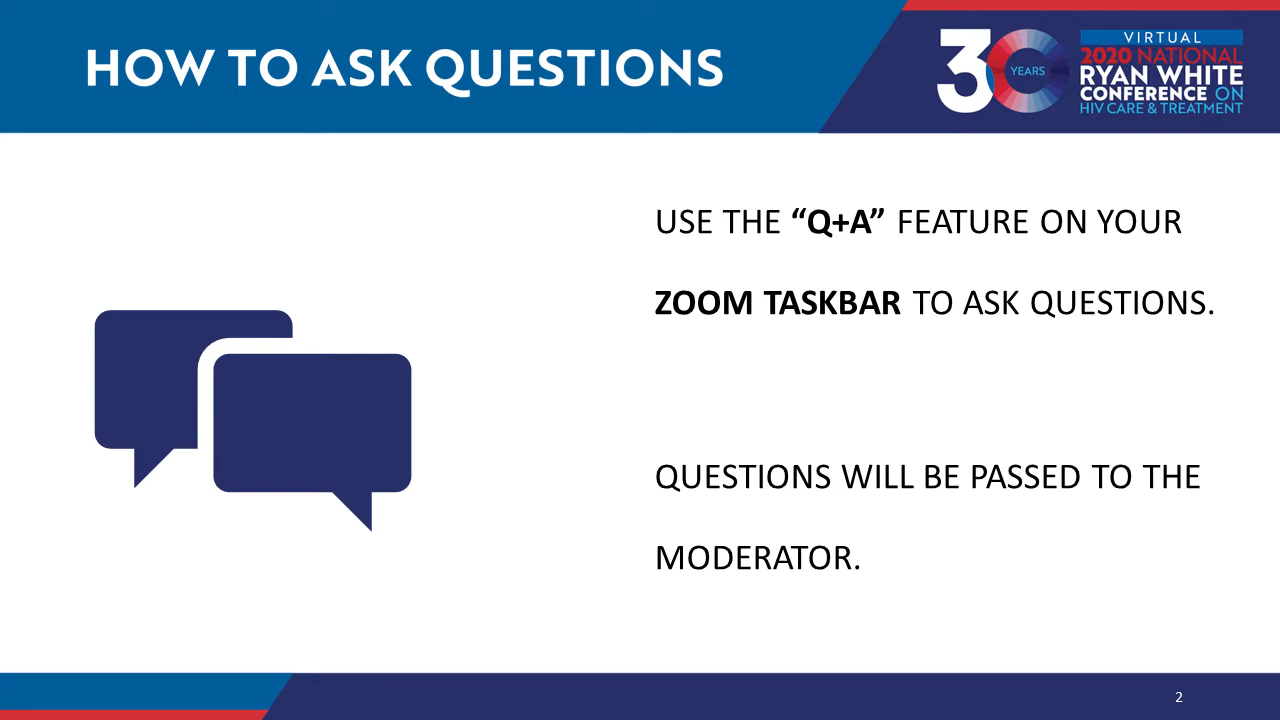 HOW TO ASK QUESTIONS
30 YEARS
VIRTUAL
2020 NATIONAL
RYAN WHITE
CONFERENCE ON
HIV CARE & TREATMENT
USE THE “Q+A” FEATURE ON YOUR
ZOOM TASKBAR TO ASK QUESTIONS.
QUESTIONS WILL BE PASSED TO THE
MODERATOR.
2